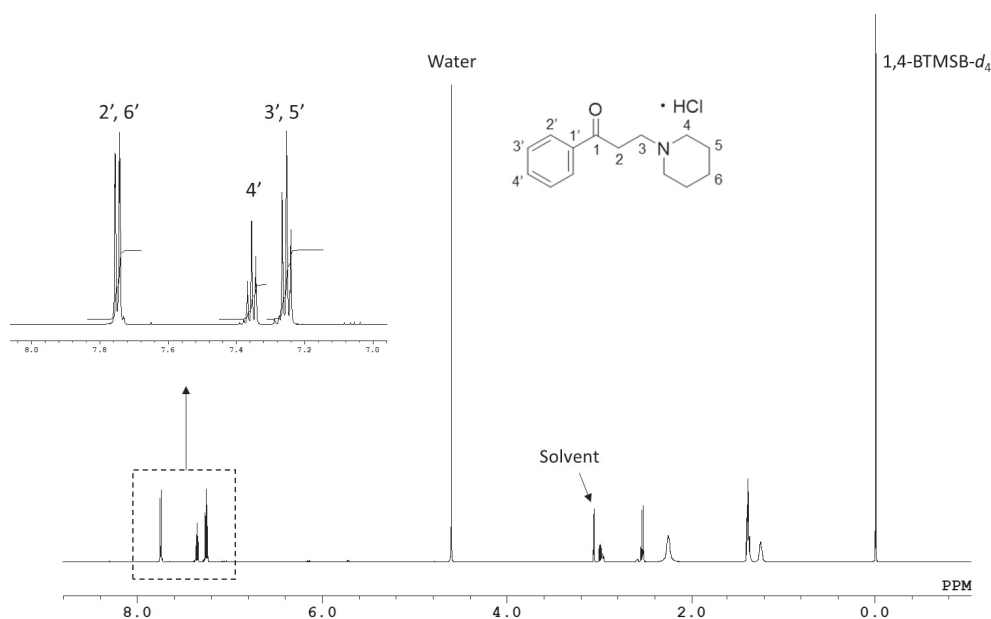 Water
1,4-BTMSB-d4
2', 6'
3', 5'
4'
O
• HCl
2'
3'
1'
4'
1
2
3
N
4
5
6
8.0 7.8 7.6 7.4 7.2 7.0
Solvent
PPM
8.0 6.0 4.0 2.0 0.0